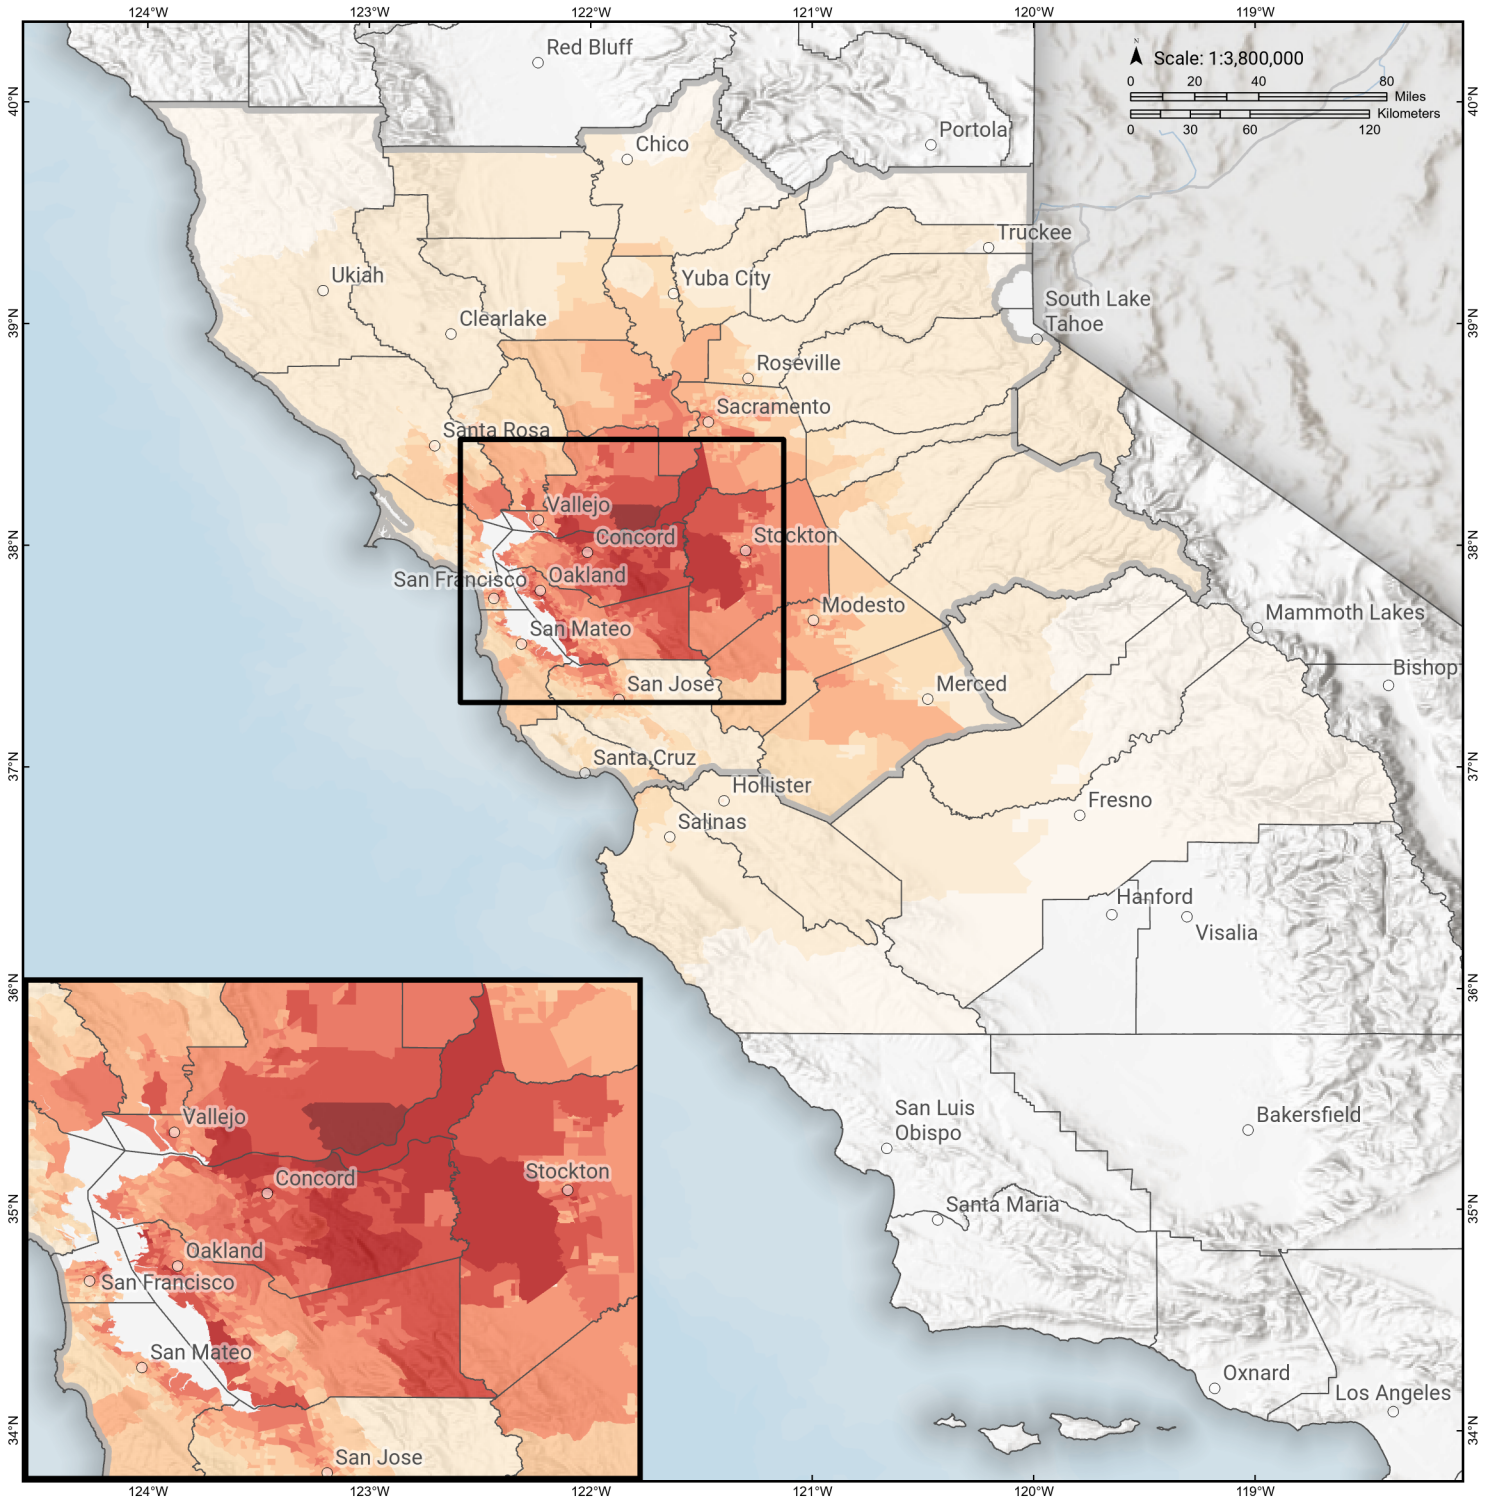 124°W
123°W
122°W
121°W
120°W
119°W
40°N
39°N
38°N
37°N
36°N
35°N
34°N
40°N
39°N
38°N
37°N
36°N
35°N
34°N
N
Scale: 1:3,800,000
0 20 40 80
Miles
Kilometers
0 30 60 120
Red Bluff
Portola
Chico
Truckee
Ukiah
Yuba City
South Lake
Tahoe
Clearlake
Roseville
Sacramento
Santa Rosa
Vallejo
Concord
Stockton
San Francisco
Oakland
Modesto
Mammoth Lakes
San Mateo
Bishop
San Jose
Merced
Santa Cruz
Hollister
Fresno
Salinas
Hanford
Visalia
San Luis
Obispo
Bakersfield
Santa Maria
Oxnard
Los Angeles
Vallejo
Concord
Stockton
Oakland
San Francisco
San Mateo
San Jose
124°W
123°W
122°W
121°W
120°W
119°W